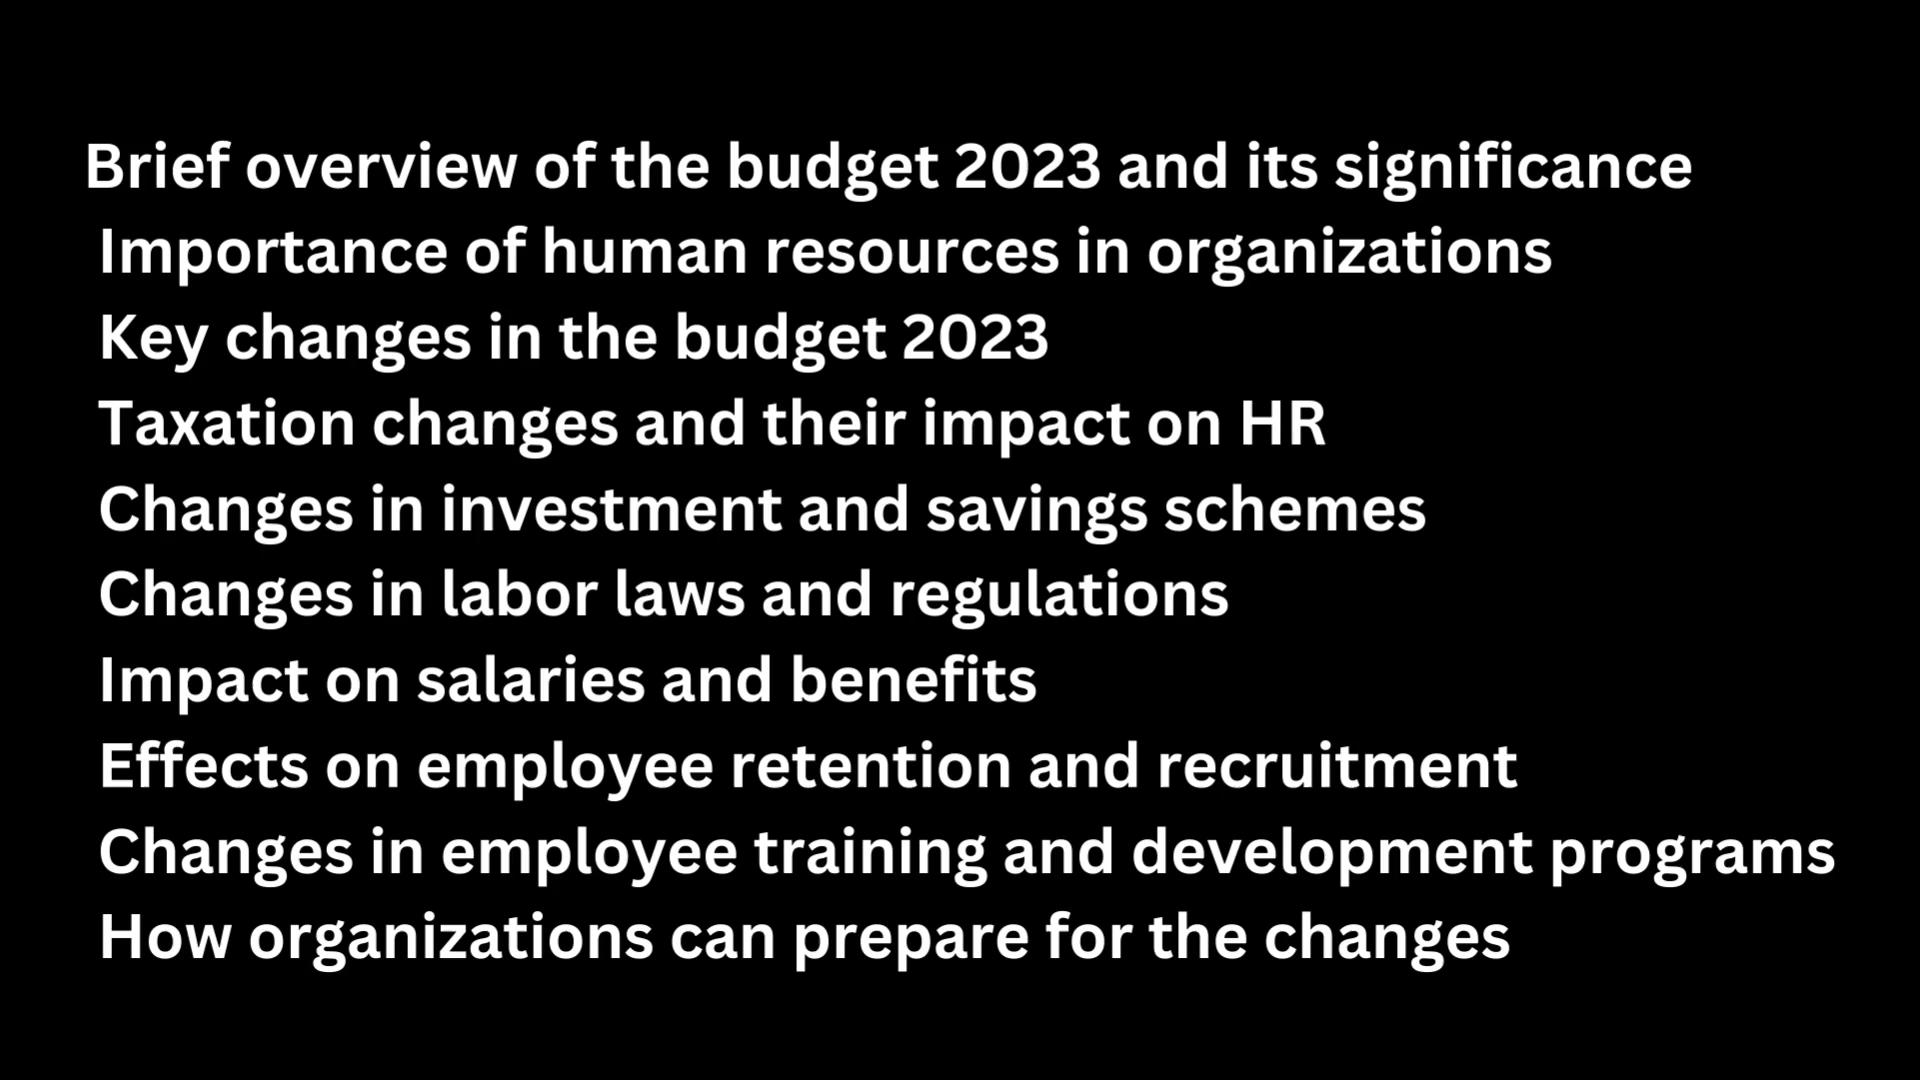 Brief overview of the budget 2023 and its significance
Importance of human resources in organizations
Key changes in the budget 2023
Taxation changes and their impact on HR
Changes in investment and savings schemes
Changes in labor laws and regulations
Impact on salaries and benefits
Effects on employee retention and recruitment
Changes in employee training and development programs
How organizations can prepare for the changes